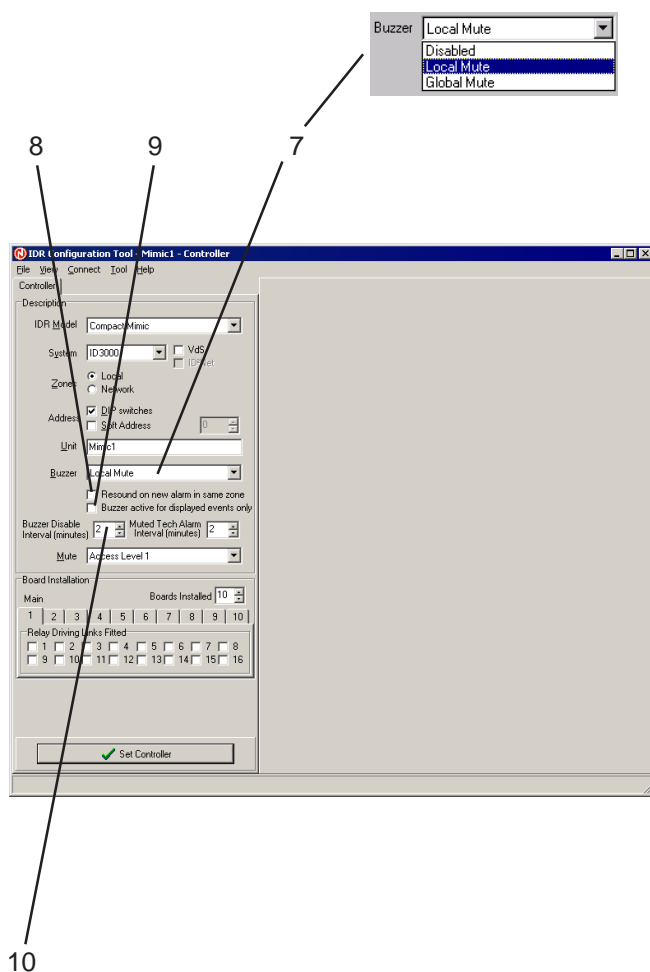 Buzzer Local Mute
Disabled
Local Mute
Global Mute
8 9 7
IDR Configuration Tool - Mimic1 - Controller
File View Connect Tool Help
Controller
Description
IDR Model Compact Mimic
System ID3000 VdS
IDRNet
Zones Local
Network
Address DIP switches
Soft Address 0
Unit Mimic1
Buzzer Local Mute
Resound on new alarm in same zone
Buzzer active for displayed events only
Buzzer Disable Interval (minutes) 2 Muted Tech Alarm Interval (minutes) 2
Mute Access Level 1
Board Installation
Main Boards Installed 10
1 2 3 4 5 6 7 8 9 10
Relay Driving Links Fitted
1 2 3 4 5 6 7 8
9 10 11 12 13 14 15 16
Set Controller
10